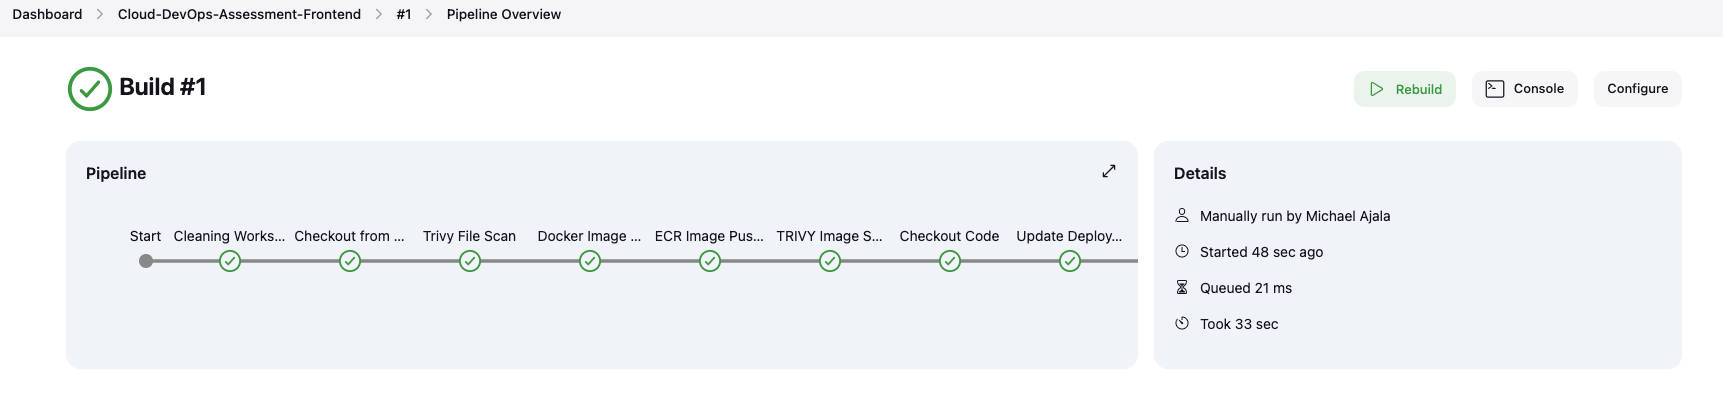 Dashboard > Cloud-DevOps-Assessment-Frontend > #1 > Pipeline Overview
Build #1
Rebuild
Console
Configure
Pipeline
Start Cleaning Works... Checkout from ... Trivy File Scan Docker Image ... ECR Image Pus... TRIVY Image S... Checkout Code Update Deploy...
Details
Manually run by Michael Ajala
Started 48 sec ago
Queued 21 ms
Took 33 sec